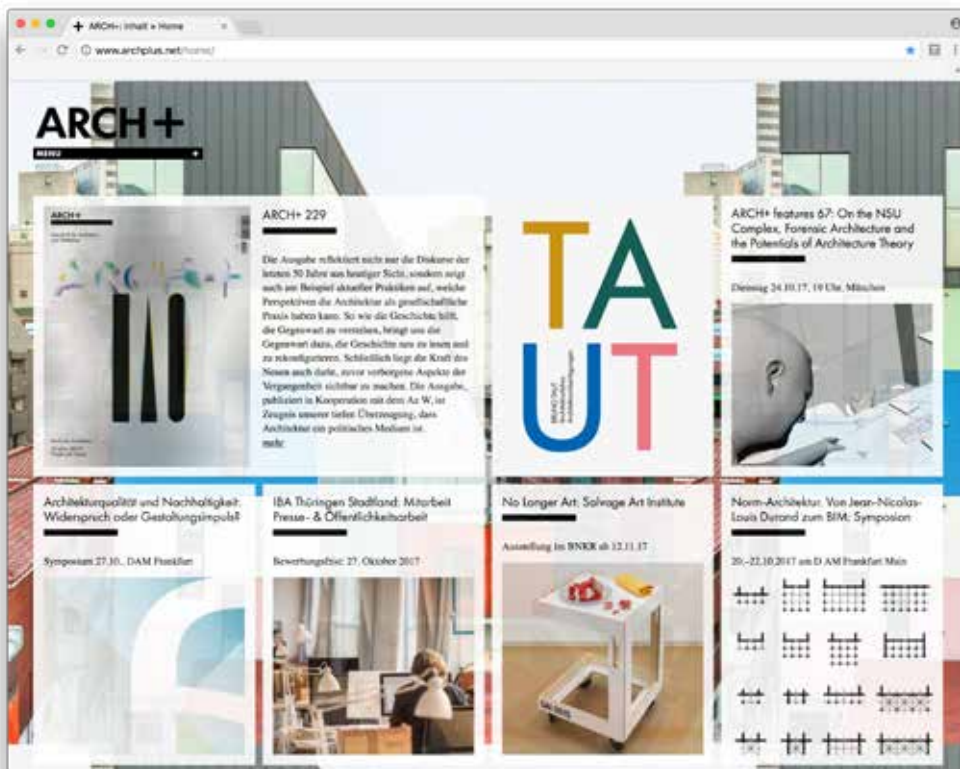 ARCH+: Inhalt » Home
www.archplus.net/home/
ARCH+
MENU +
ARCH+
ARCH+ 229
Die Ausgabe reflektiert nicht nur die Diskurse der
letzten 50 Jahre aus heutiger Sicht, sondern zeigt
auch am Beispiel aktueller Praktiken auf, welche
Perspektiven die Architektur als gesellschaftliche
Praxis haben kann. So wie die Geschichte hilft,
die Gegenwart zu verstehen, bringt uns die
Gegenwart dazu, die Geschichte neu zu lesen und
zu rekonfigurieren. Schließlich liegt die Kraft des
Neuen auch darin, zuvor verborgene Aspekte der
Vergangenheit sichtbar zu machen. Die Ausgabe,
publiziert in Kooperation mit dem Az W, ist
Zeugnis unserer tiefen Überzeugung, dass
Architektur ein politisches Medium ist.
mehr
TA
UT
BRUNO TAUT
ARCH+ features 67: On the NSU
Complex, Forensic Architecture and
the Potentials of Architecture Theory
Dienstag 24.10.17, 19 Uhr, München
Architekturqualität und Nachhaltigkeit:
Widerspruch oder Gestaltungsimpuls?
Symposium 27.10., DAM Frankfurt
IBA Thüringen Stadtland: Mitarbeit
Presse- & Öffentlichkeitsarbeit
Bewerbungsfrist: 27. Oktober 2017
No Longer Art: Salvage Art Institute
Ausstellung im BNKR ab 12.11.17
Norm-Architektur. Von Jean-Nicolas-
Louis Durand zum BIM: Symposion
20.–22.10.2017 am DAM Frankfurt Main